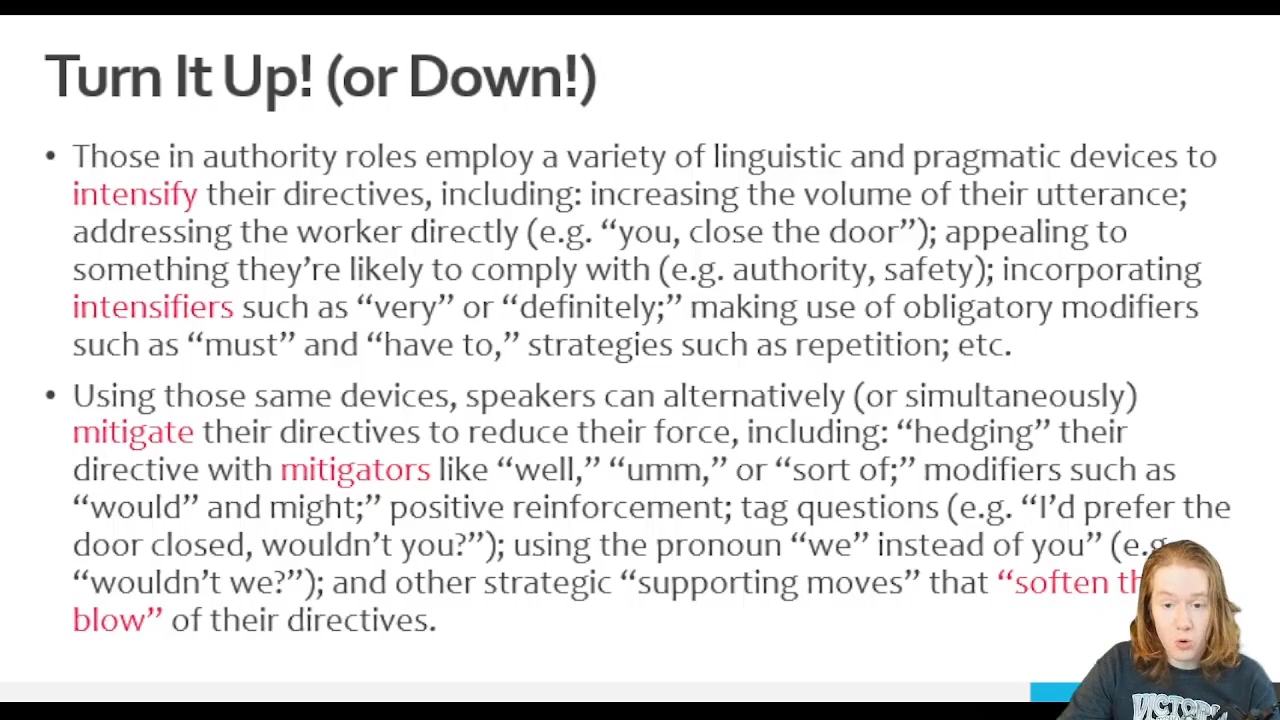 Turn It Up! (or Down!)
• Those in authority roles employ a variety of linguistic and pragmatic devices to
intensify their directives, including: increasing the volume of their utterance;
addressing the worker directly (e.g. “you, close the door”); appealing to
something they’re likely to comply with (e.g. authority, safety); incorporating
intensifiers such as “very” or “definitely;” making use of obligatory modifiers
such as “must” and “have to,” strategies such as repetition; etc.
• Using those same devices, speakers can alternatively (or simultaneously)
mitigate their directives to reduce their force, including: “hedging” their
directive with mitigators like “well,” “umm,” or “sort of;” modifiers such as
“would” and might;” positive reinforcement; tag questions (e.g. “I’d prefer the
door closed, wouldn’t you?”); using the pronoun “we” instead of you” (e.g.
“wouldn’t we?”); and other strategic “supporting moves” that “soften th
blow” of their directives.